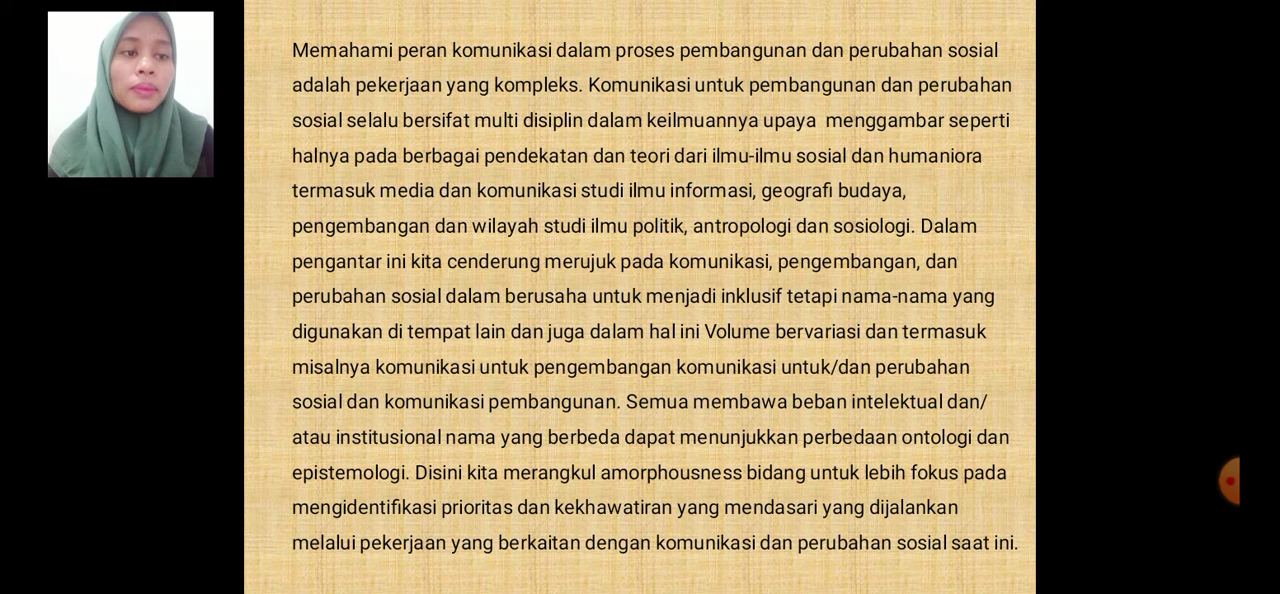 Memahami peran komunikasi dalam proses pembangunan dan perubahan sosial
adalah pekerjaan yang kompleks. Komunikasi untuk pembangunan dan perubahan
sosial selalu bersifat multi disiplin dalam keilmuannya upaya  menggambar seperti
halnya pada berbagai pendekatan dan teori dari ilmu-ilmu sosial dan humaniora
termasuk media dan komunikasi studi ilmu informasi, geografi budaya,
pengembangan dan wilayah studi ilmu politik, antropologi dan sosiologi. Dalam
pengantar ini kita cenderung merujuk pada komunikasi, pengembangan, dan
perubahan sosial dalam berusaha untuk menjadi inklusif tetapi nama-nama yang
digunakan di tempat lain dan juga dalam hal ini Volume bervariasi dan termasuk
misalnya komunikasi untuk pengembangan komunikasi untuk/dan perubahan
sosial dan komunikasi pembangunan. Semua membawa beban intelektual dan/
atau institusional nama yang berbeda dapat menunjukkan perbedaan ontologi dan
epistemologi. Disini kita merangkul amorphousness bidang untuk lebih fokus pada
mengidentifikasi prioritas dan kekhawatiran yang mendasari yang dijalankan
melalui pekerjaan yang berkaitan dengan komunikasi dan perubahan sosial saat ini.